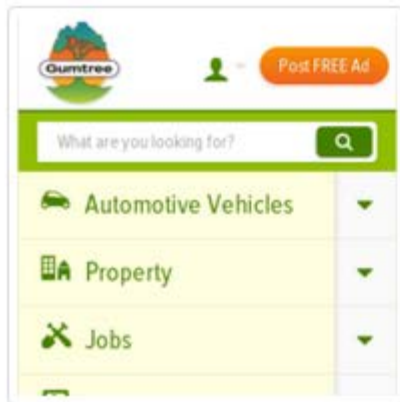 Gumtree
Post FREE Ad
What are you looking for?
Automotive Vehicles
Property
Jobs